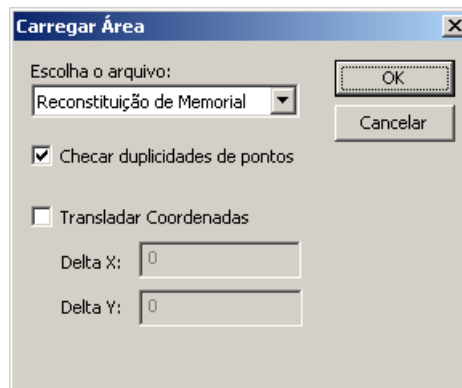 Carregar Área
Escolha o arquivo:
OK
Reconstituição de Memorial
Cancelar
Checar duplicidades de pontos
Transladar Coordenadas
Delta X: 0
Delta Y: 0